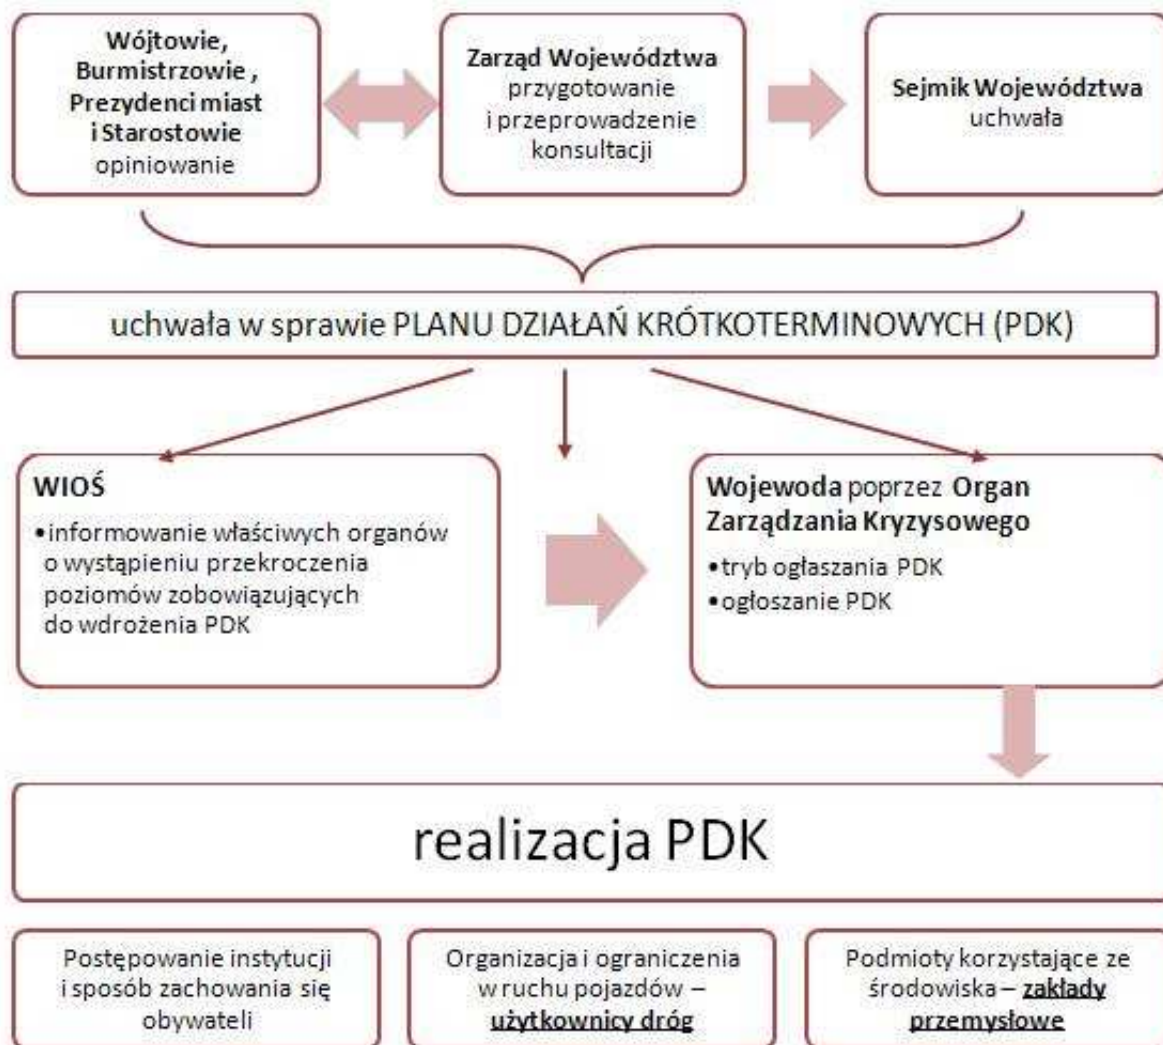 Wójtowie,
Burmistrzowie ,
Prezydenci miast
i Starostowie
opiniowanie
Zarząd Województwa
przygotowanie
i przeprowadzenie
konsultacji
Sejmik Województwa
uchwała
uchwała w sprawie PLANU DZIAŁAŃ KRÓTKOTERMINOWYCH (PDK)
WIOŚ
•informowanie właściwych organów
o wystąpieniu przekroczenia
poziomów zobowiązujących
do wdrożenia PDK
Wojewoda poprzez Organ
Zarządzania Kryzysowego
•tryb ogłaszania PDK
•ogłoszanie PDK
realizacja PDK
Postępowanie instytucji
i sposób zachowania się
obywateli
Organizacja i ograniczenia
w ruchu pojazdów –
użytkownicy dróg
Podmioty korzystające ze
środowiska – zakłady
przemysłowe